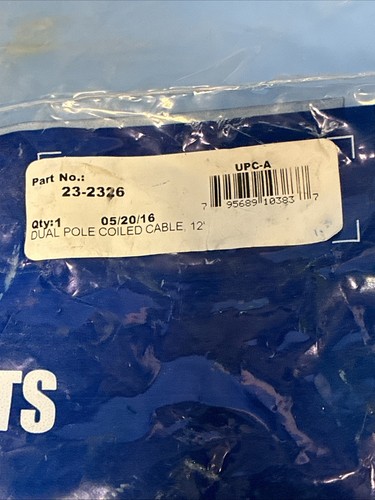 Part No.:
23-2326
UPC-A
7 95689 10383 7
Qty:1 05/20/16
DUAL POLE COILED CABLE, 12'
TS